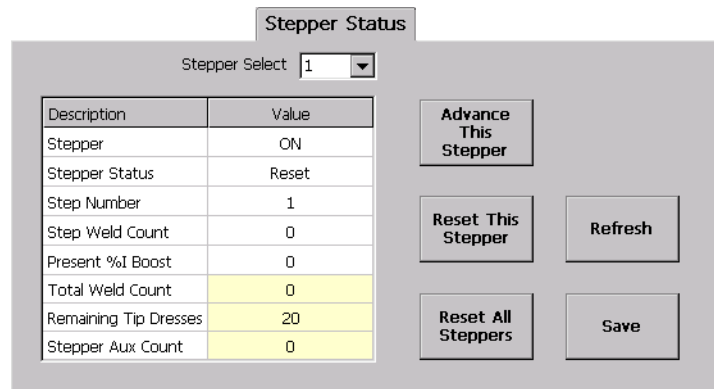 Stepper Status
Stepper Select 1
Description Value
Stepper ON
Stepper Status Reset
Step Number 1
Step Weld Count 0
Present %I Boost 0
Total Weld Count 0
Remaining Tip Dresses 20
Stepper Aux Count 0
Advance
This
Stepper
Reset This
Stepper
Refresh
Reset All
Steppers
Save